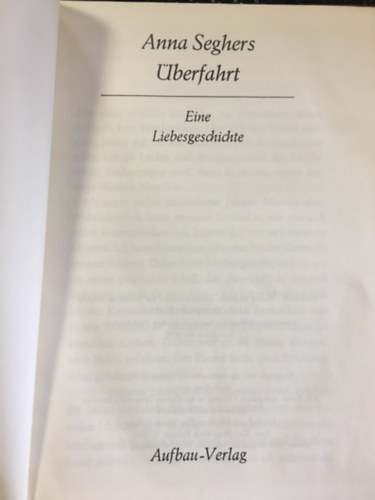 Anna Seghers
Überfahrt
Eine
Liebesgeschichte
Aufbau-Verlag